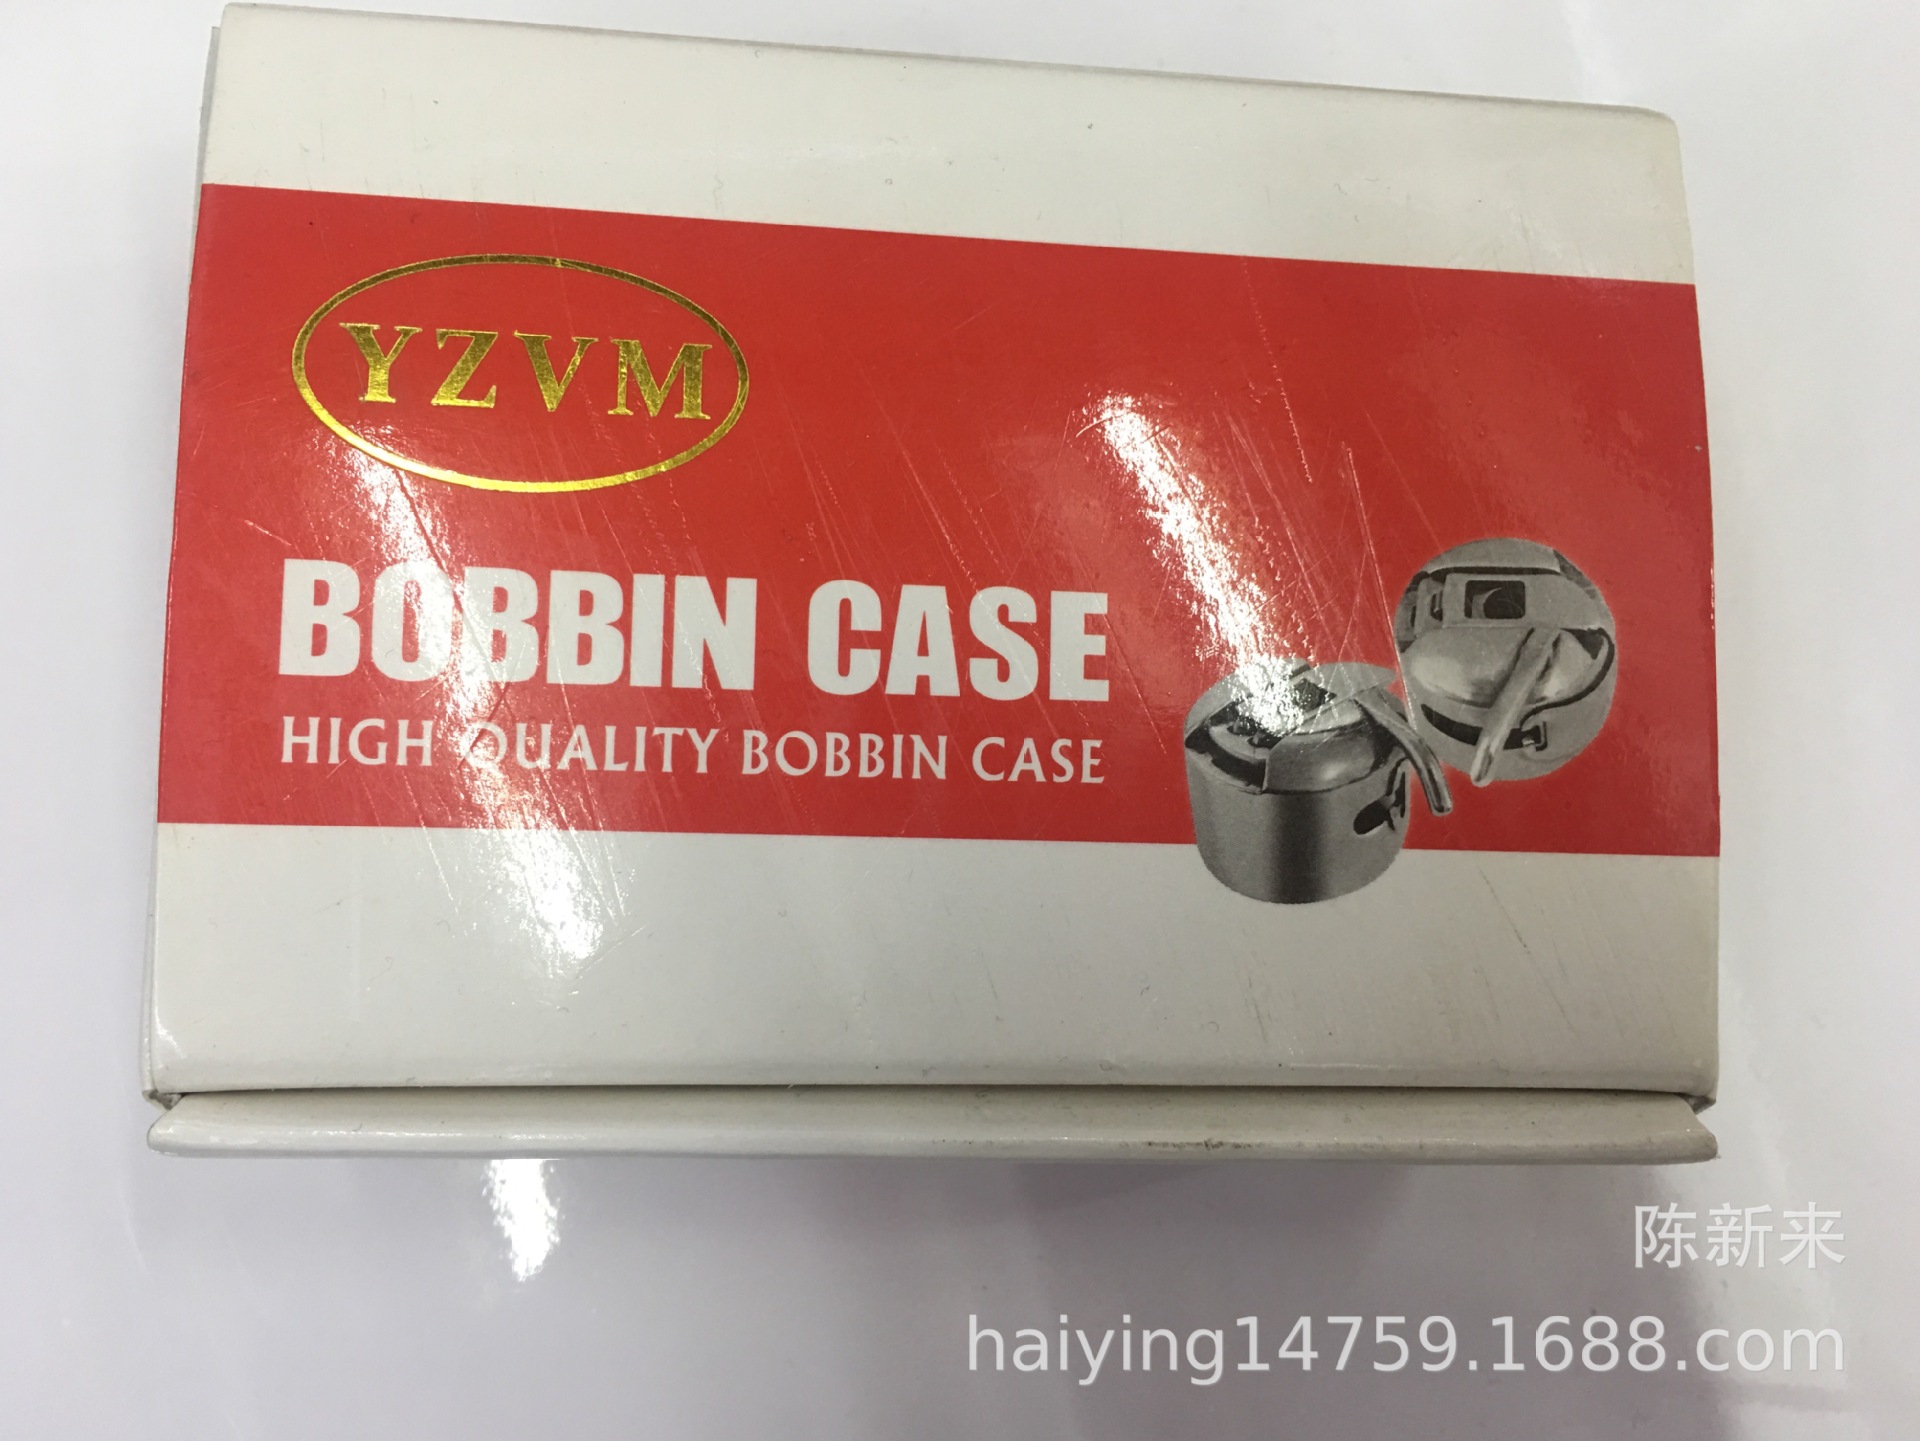 YZVM
BOBBIN CASE
HIGH QUALITY BOBBIN CASE
陈新来
haiying14759.1688.com